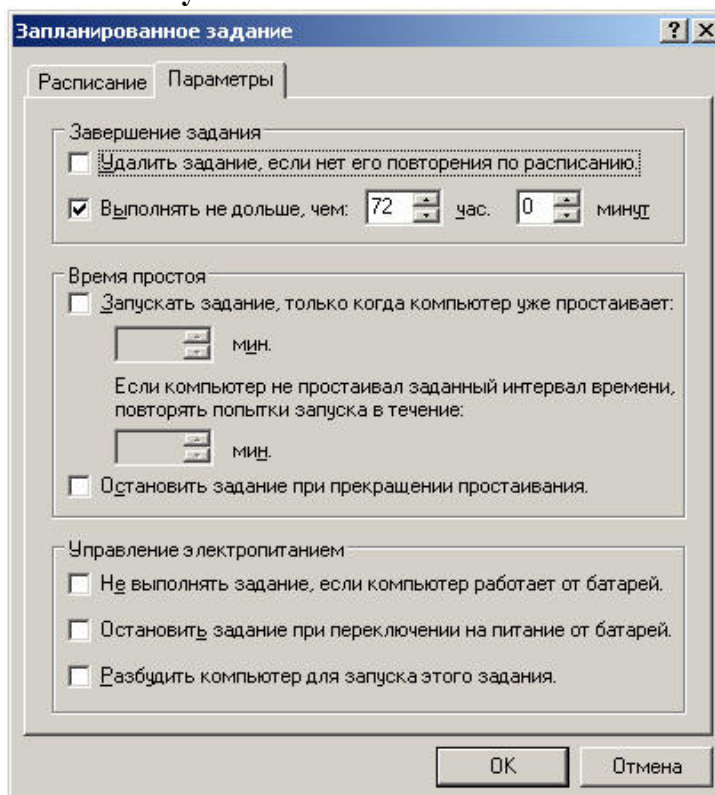 Запланированное задание
Расписание Параметры
Завершение задания
Удалить задание, если нет его повторения по расписанию.
Выполнять не дольше, чем: 72 час. 0 минут
Время простоя
Запускать задание, только когда компьютер уже простаивает:
мин.
Если компьютер не простаивал заданный интервал времени,
повторять попытки запуска в течение:
мин.
Остановить задание при прекращении простаивания.
Управление электропитанием
Не выполнять задание, если компьютер работает от батарей.
Остановить задание при переключении на питание от батарей.
Разбудить компьютер для запуска этого задания.
OK Отмена